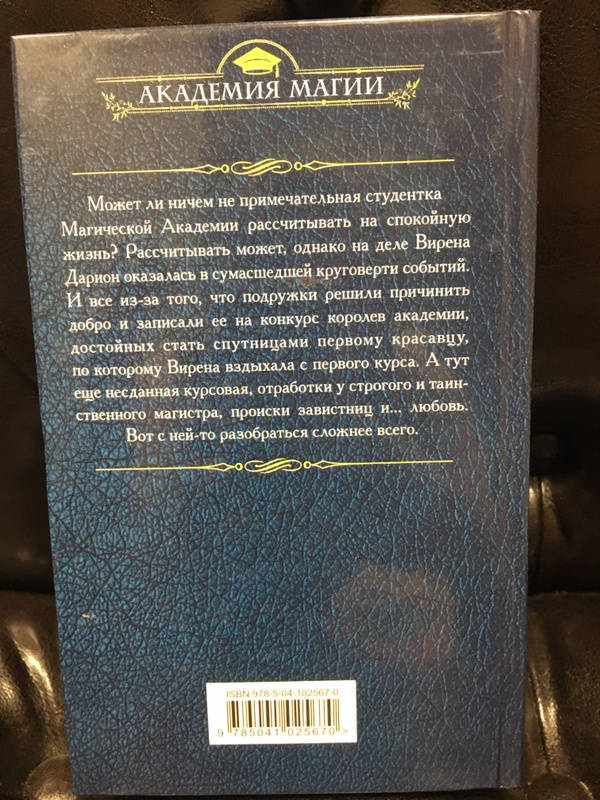 АКАДЕМИЯ МАГИИ
Может ли ничем не примечательная студентка
Магической Академии рассчитывать на спокойную
жизнь? Рассчитывать может, однако на деле Вирена
Дарион оказалась в сумасшедшей круговерти событий.
И все из-за того, что подружки решили причинить
добро и записали ее на конкурс королев академии,
достойных стать спутницами первому красавцу,
по которому Вирена вздыхала с первого курса. А тут
еще несданная курсовая, отработки у строгого и таин-
ственного магистра, происки завистниц и... любовь.
Вот с ней-то разобраться сложнее всего.
ISBN 978-5-04-102567-0
9 785041 025670 >